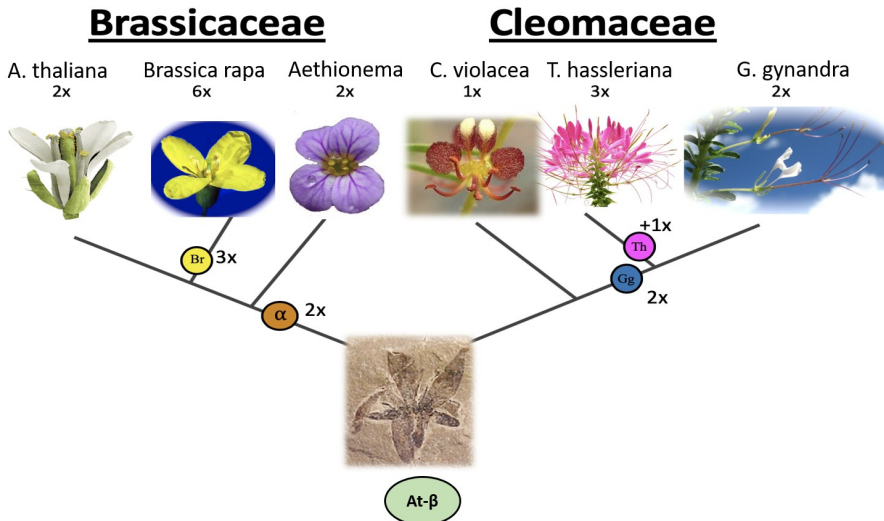 Brassicaceae
Cleomaceae
A. thaliana
2x
Brassica rapa
6x
Aethionema
2x
C. violacea
1x
T. hassleriana
3x
G. gynandra
2x
Br
3x
α
2x
+1x
Th
Gg
2x
At-β